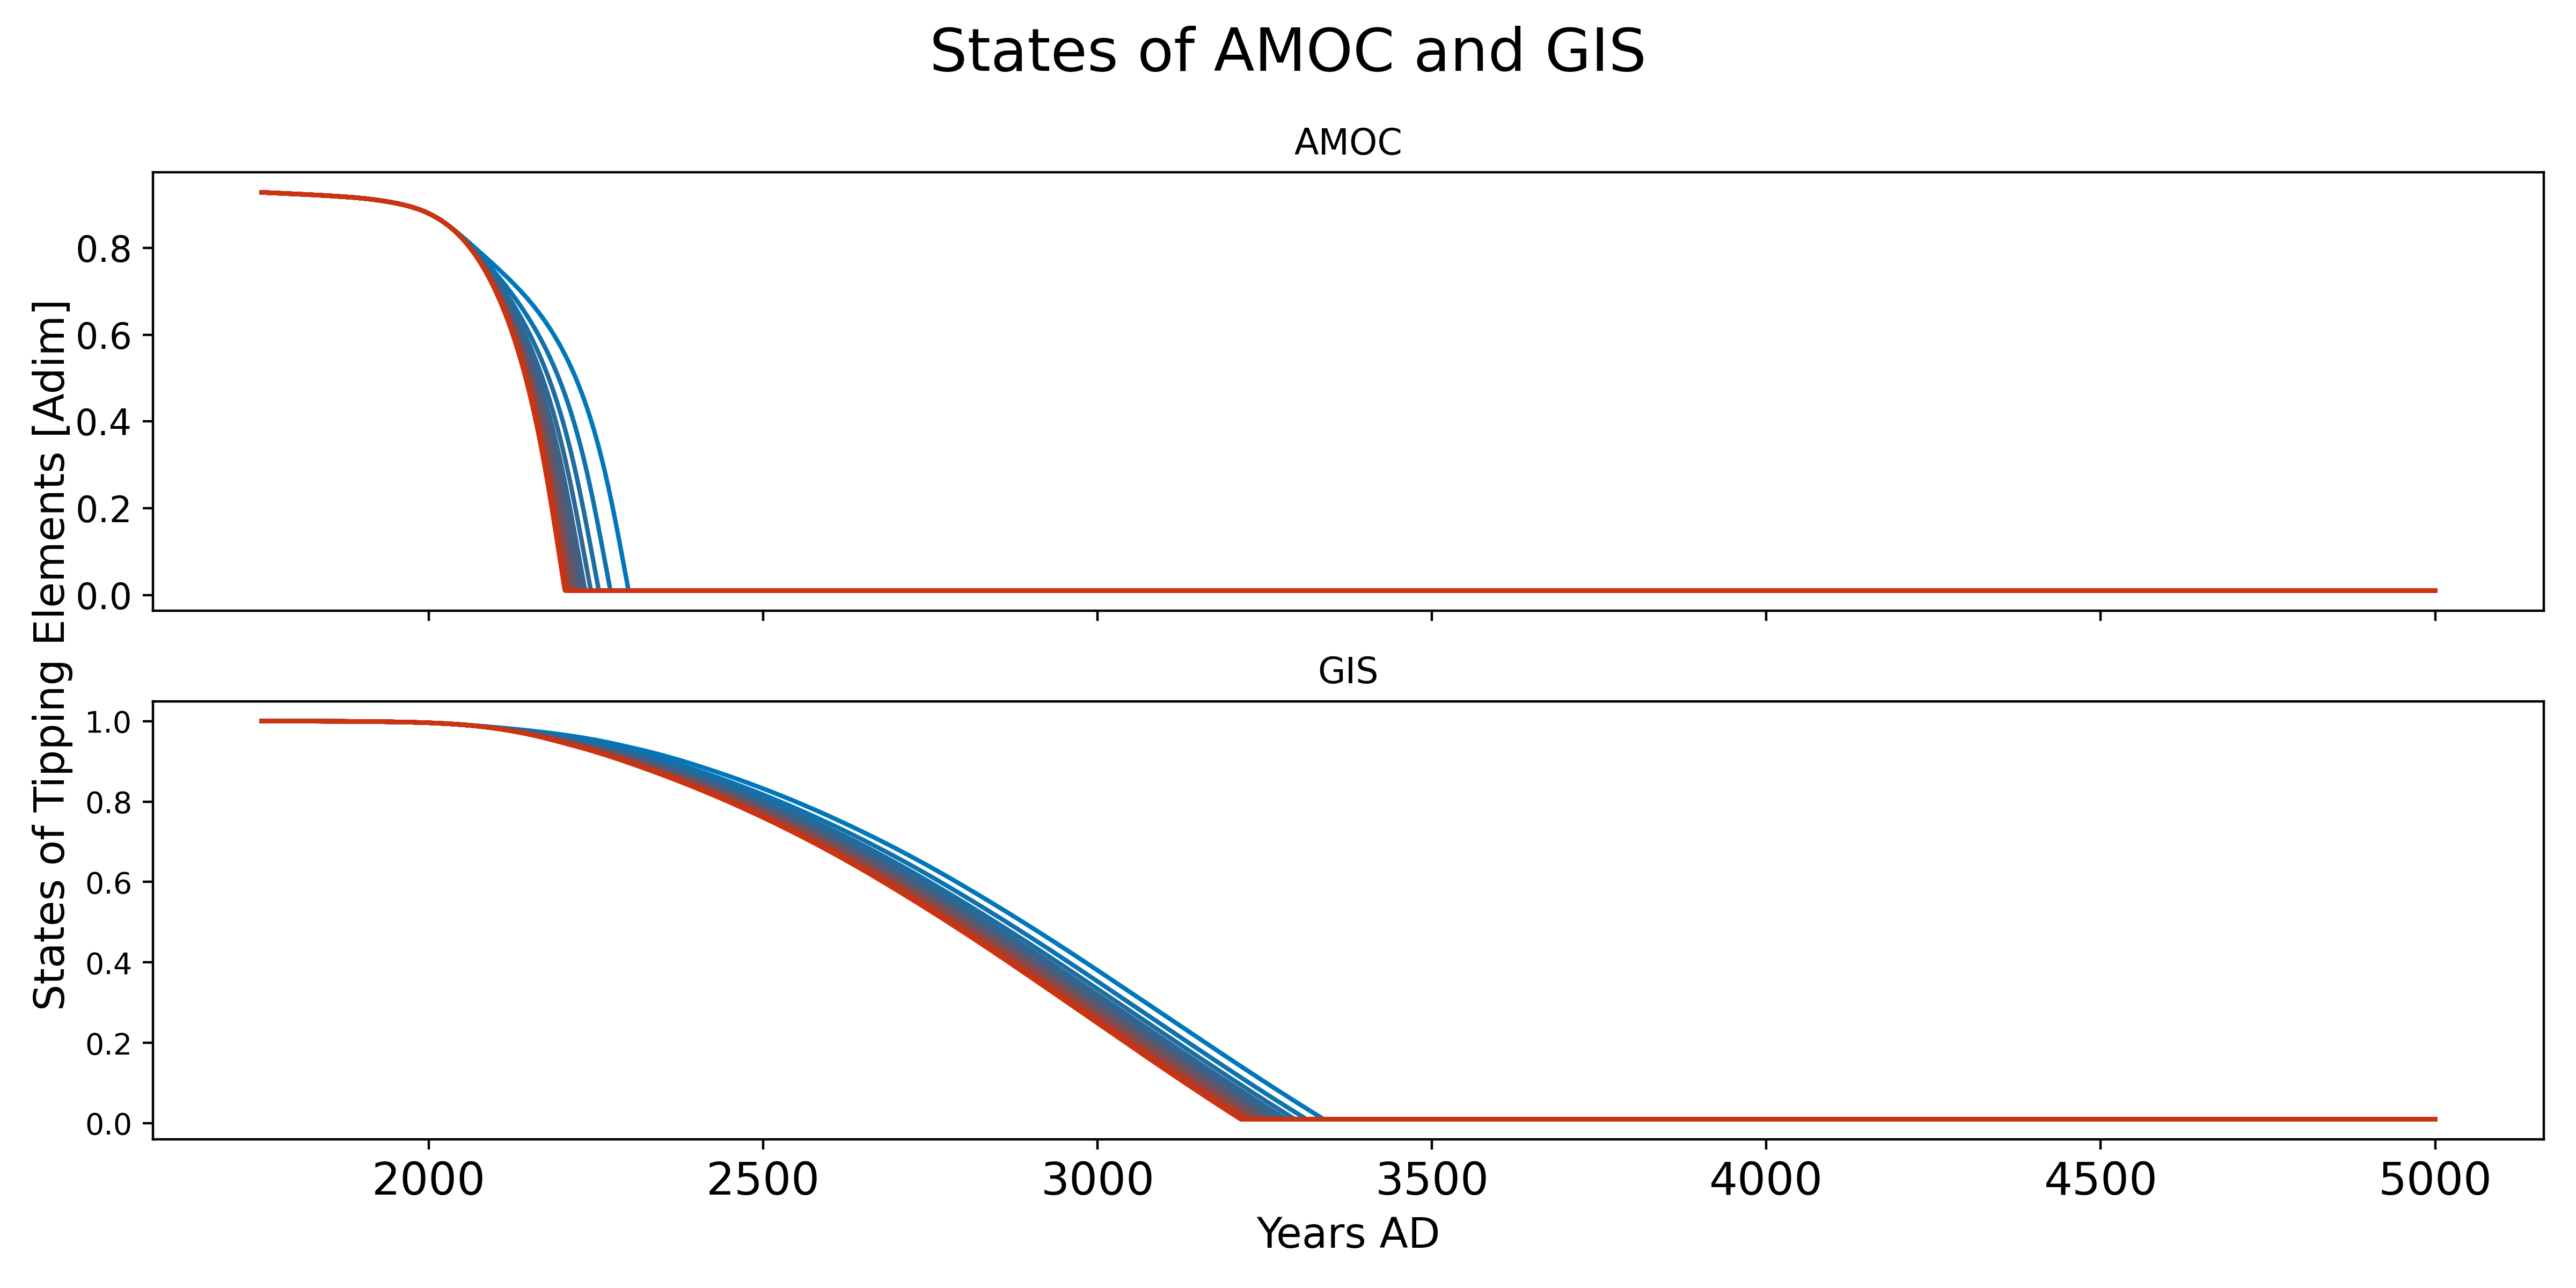 States of AMOC and GIS
AMOC
0.8
0.6
0.4
0.2
0.0
States of Tipping Elements [Adim]
GIS
1.0
0.8
0.6
0.4
0.2
0.0
2000 2500 3000 3500 4000 4500 5000
Years AD